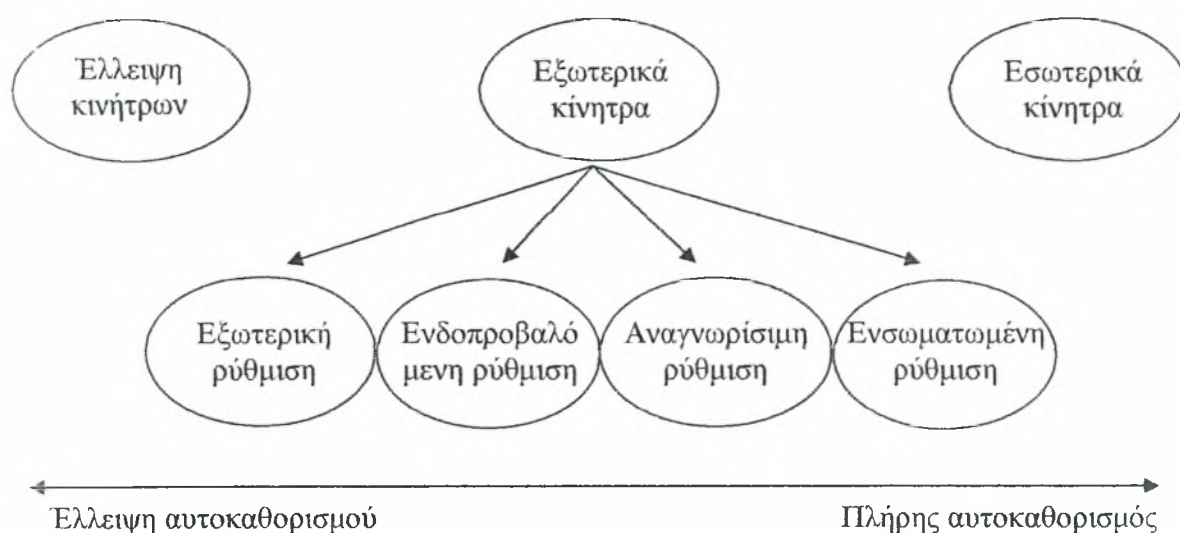 Έλλειψη
κινήτρων
Εξωτερικά
κίνητρα
Εσωτερικά
κίνητρα
Εξωτερική
ρύθμιση
Ενδοπροβαλό
μενη ρύθμιση
Αναγνωρίσιμη
ρύθμιση
Ενσωματωμένη
ρύθμιση
Έλλειψη αυτοκαθορισμού
Πλήρης αυτοκαθορισμός